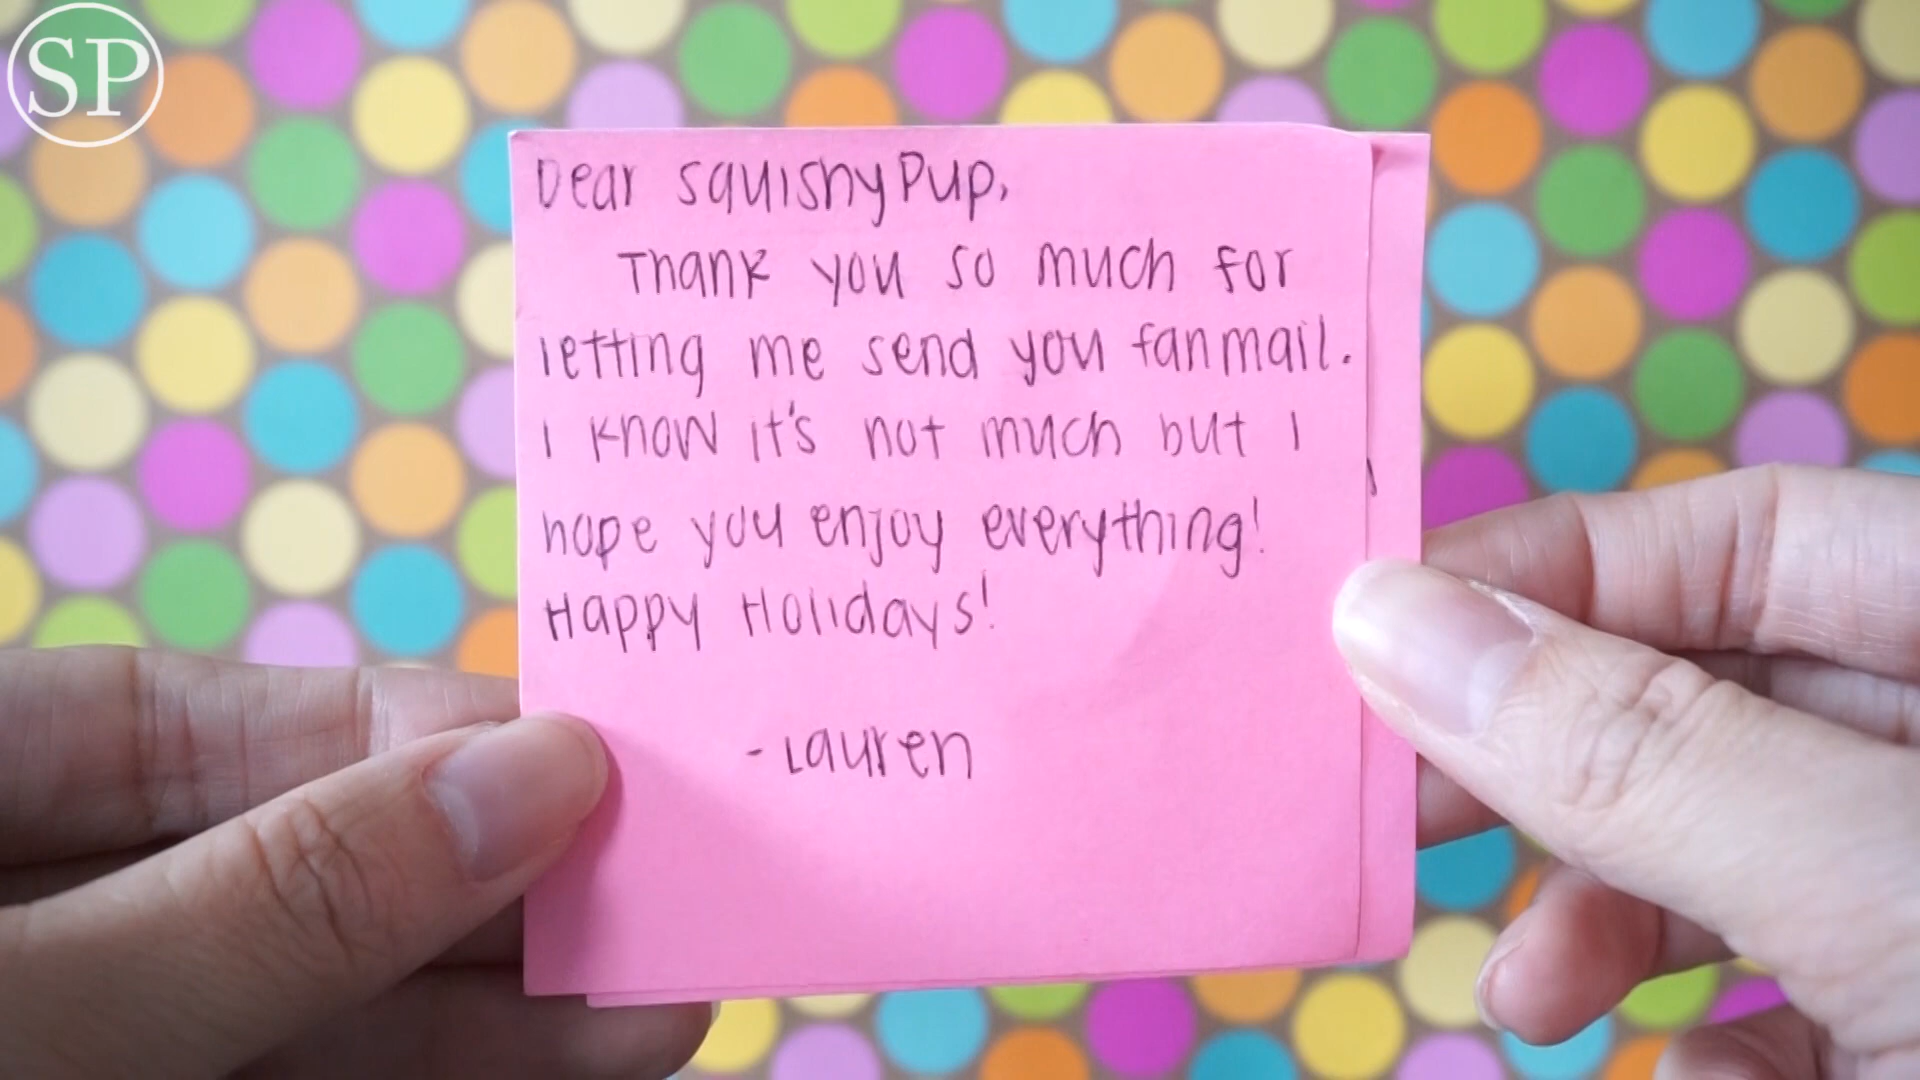 SP
Dear SquishyPup,
Thank you so much for
letting me send you fanmail.
I know it's not much but I
hope you enjoy everything!
Happy Holidays!
- Lauren